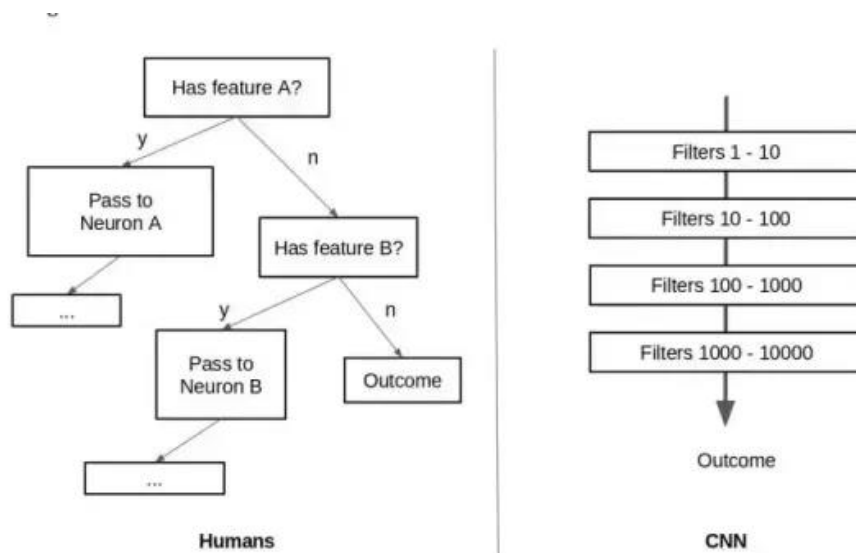 Has feature A?
y
n
Pass to
Neuron A
Has feature B?
...
y
n
Pass to
Neuron B
Outcome
...
Humans
Filters 1 - 10
Filters 10 - 100
Filters 100 - 1000
Filters 1000 - 10000
Outcome
CNN